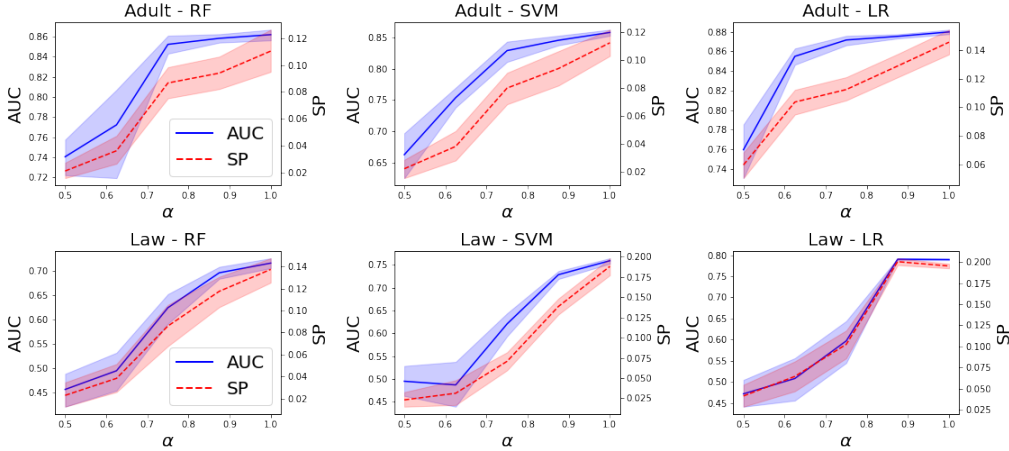 Adult - RF
AUC
0.86
0.84
0.82
0.80
0.78
0.76
0.74
0.72
0.12
0.10
0.08
0.06
0.04
0.02
SP
AUC
SP
0.5 0.6 0.7 0.8 0.9 1.0
α
Adult - SVM
AUC
0.85
0.80
0.75
0.70
0.65
0.12
0.10
0.08
0.06
0.04
0.02
SP
0.5 0.6 0.7 0.8 0.9 1.0
α
Adult - LR
AUC
0.88
0.86
0.84
0.82
0.80
0.78
0.76
0.74
0.14
0.12
0.10
0.08
0.06
SP
0.5 0.6 0.7 0.8 0.9 1.0
α
Law - RF
AUC
0.70
0.65
0.60
0.55
0.50
0.45
0.14
0.12
0.10
0.08
0.06
0.04
0.02
SP
AUC
SP
0.5 0.6 0.7 0.8 0.9 1.0
α
Law - SVM
AUC
0.75
0.70
0.65
0.60
0.55
0.50
0.45
0.200
0.175
0.150
0.125
0.100
0.075
0.050
0.025
SP
0.5 0.6 0.7 0.8 0.9 1.0
α
Law - LR
AUC
0.80
0.75
0.70
0.65
0.60
0.55
0.50
0.45
0.200
0.175
0.150
0.125
0.100
0.075
0.050
0.025
SP
0.5 0.6 0.7 0.8 0.9 1.0
α